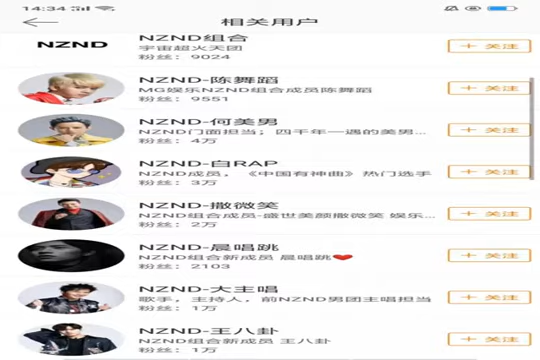 14:34
相关用户
NZND
NZND组合
宇宙超火天团
粉丝：9024
+ 关注
NZND-陈舞蹈
MG娱乐NZND组合成员陈舞蹈
粉丝：9551
+ 关注
NZND-何美男
NZND门面担当；四千年一遇的美男...
粉丝：4万
+ 关注
NZND-白RAP
NZND成员，《中国有神曲》热门选手
粉丝：3万
+ 关注
NZND-撒微笑
NZND组合成员-盛世美颜撒微笑 娱乐...
粉丝：2万
+ 关注
NZND-晨唱跳
NZND组合新成员 晨唱跳❤
粉丝：2103
+ 关注
NZND-大主唱
歌手，主持人，前NZND男团主唱担当
粉丝：1万
+ 关注
NZND-王八卦
NZND组合新成员 王八卦
粉丝：1万
+ 关注